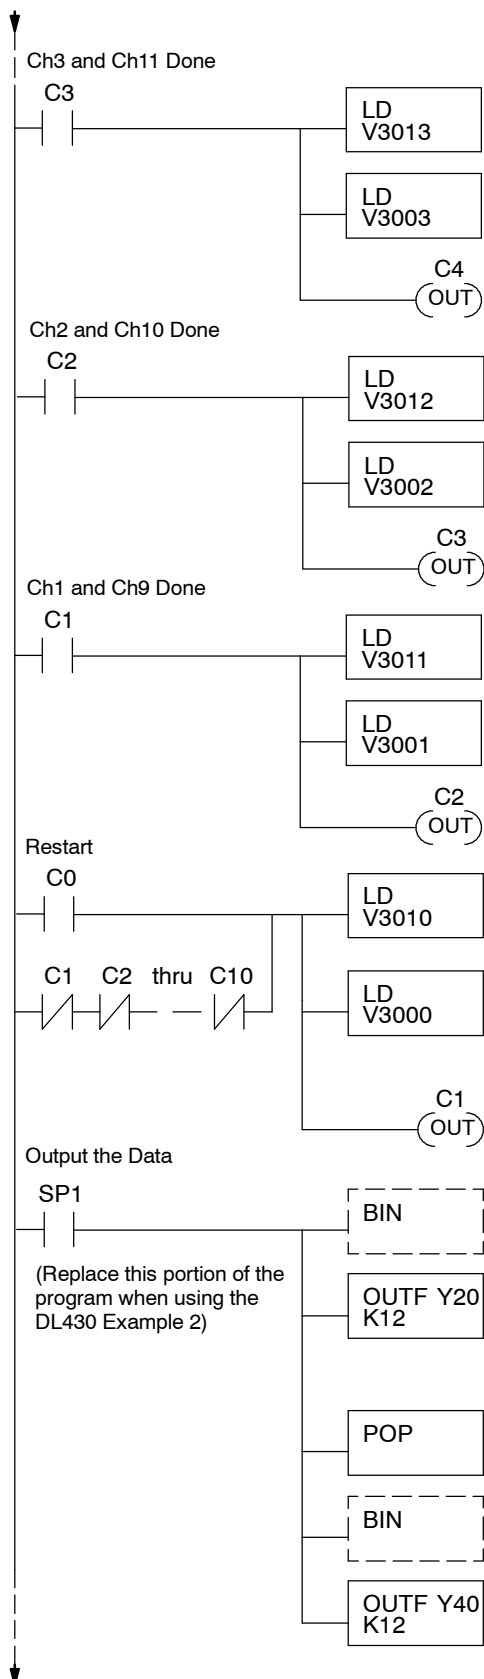 Ch3 and Ch11 Done
C3
LD
V3013
LD
V3003
C4
OUT
Ch2 and Ch10 Done
C2
LD
V3012
LD
V3002
C3
OUT
Ch1 and Ch9 Done
C1
LD
V3011
LD
V3001
C2
OUT
Restart
C0
LD
V3010
C1 C2 thru C10
LD
V3000
C1
OUT
Output the Data
SP1
BIN
(Replace this portion of the
program when using the
DL430 Example 2)
OUTF Y20
K12
POP
BIN
OUTF Y40
K12